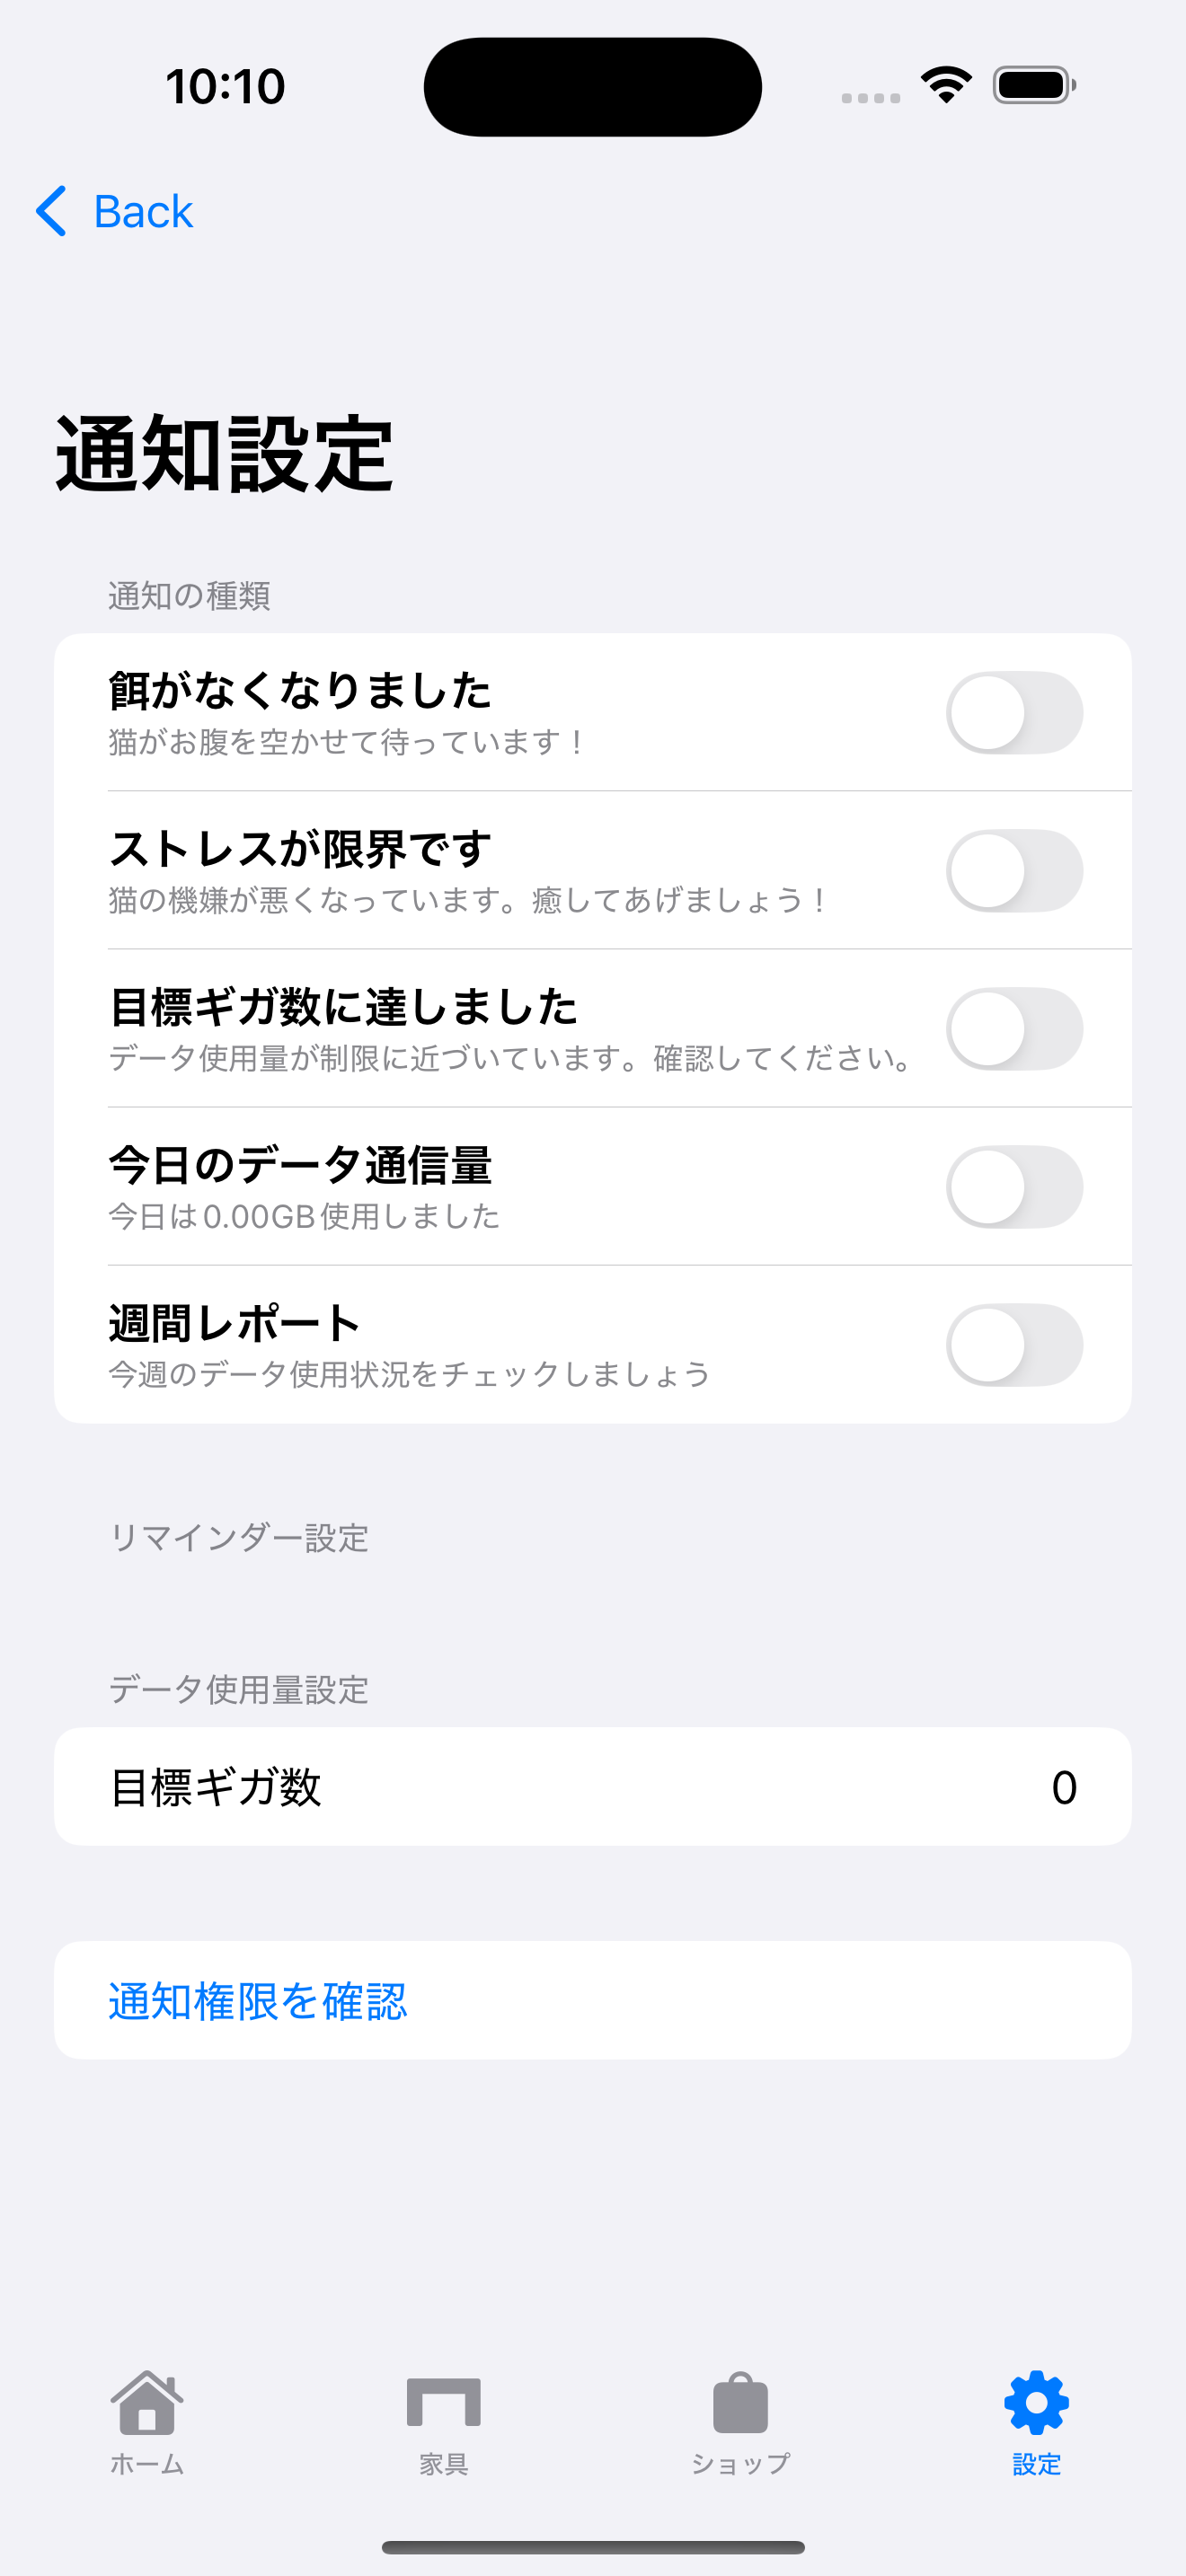 10:10
Back
通知設定
通知の種類
餌がなくなりました
猫がお腹を空かせて待っています！
ストレスが限界です
猫の機嫌が悪くなっています。癒してあげましょう！
目標ギガ数に達しました
データ使用量が制限に近づいています。確認してください。
今日のデータ通信量
今日は0.00GB使用しました
週間レポート
今週のデータ使用状況をチェックしましょう
リマインダー設定
データ使用量設定
目標ギガ数 0
通知権限を確認
ホーム 家具 ショップ 設定